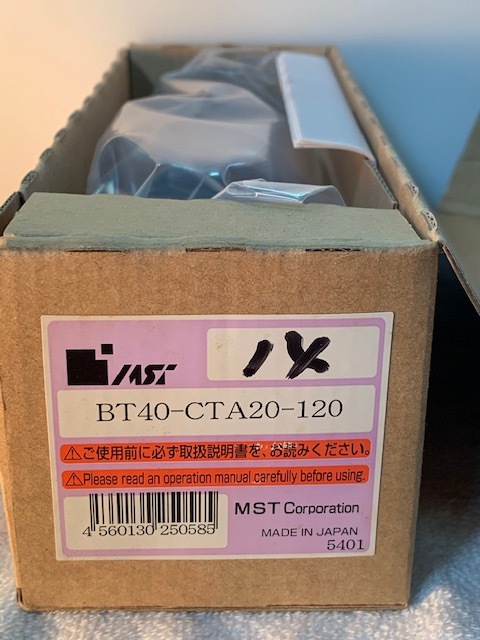 MST
1ケ
BT40-CTA20-120
⚠ご使用前に必ず取扱説明書を、お読みください。
⚠Please read an operation manual carefully before using.
4 560130 250585
MST Corporation
MADE IN JAPAN
5401